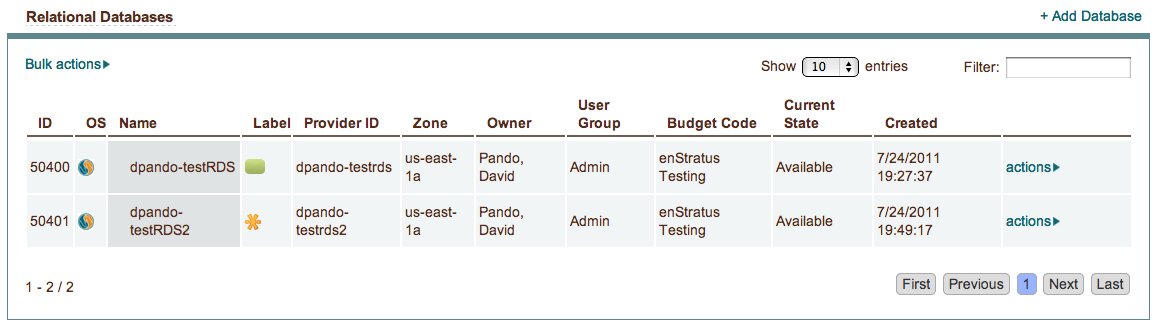 Relational Databases
+ Add Database
Bulk actions
Show 10 entries
Filter:
ID OS Name Label Provider ID Zone Owner User Group Budget Code Current State Created
50400 dpando-testRDS dpando-testrds us-east-1a Pando, David Admin enStratus Testing Available 7/24/2011 19:27:37 actions
50401 dpando-testRDS2 dpando-testrds2 us-east-1a Pando, David Admin enStratus Testing Available 7/24/2011 19:49:17 actions
1 - 2 / 2
First Previous 1 Next Last